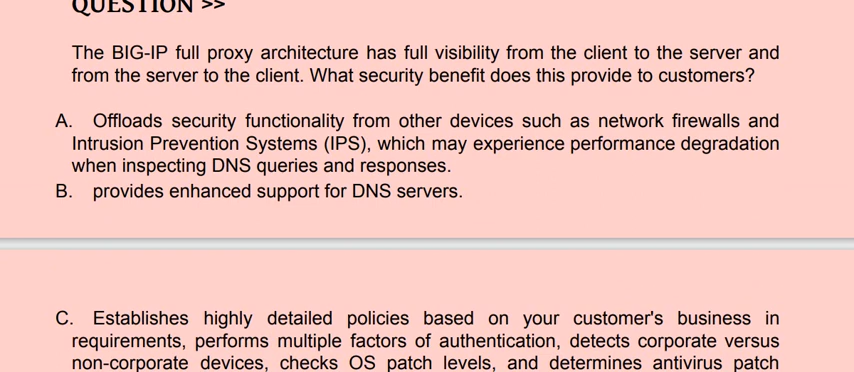 QUESTION >>
The BIG-IP full proxy architecture has full visibility from the client to the server and
from the server to the client. What security benefit does this provide to customers?
A. Offloads security functionality from other devices such as network firewalls and
Intrusion Prevention Systems (IPS), which may experience performance degradation
when inspecting DNS queries and responses.
B. provides enhanced support for DNS servers.
C. Establishes highly detailed policies based on your customer's business in
requirements, performs multiple factors of authentication, detects corporate versus
non-corporate devices, checks OS patch levels, and determines antivirus patch